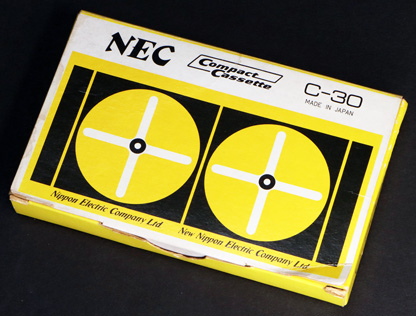 NEC
Compact
Cassette
C-30
MADE IN JAPAN
Nippon Electric Company Ltd
New Nippon Electric Company Ltd.